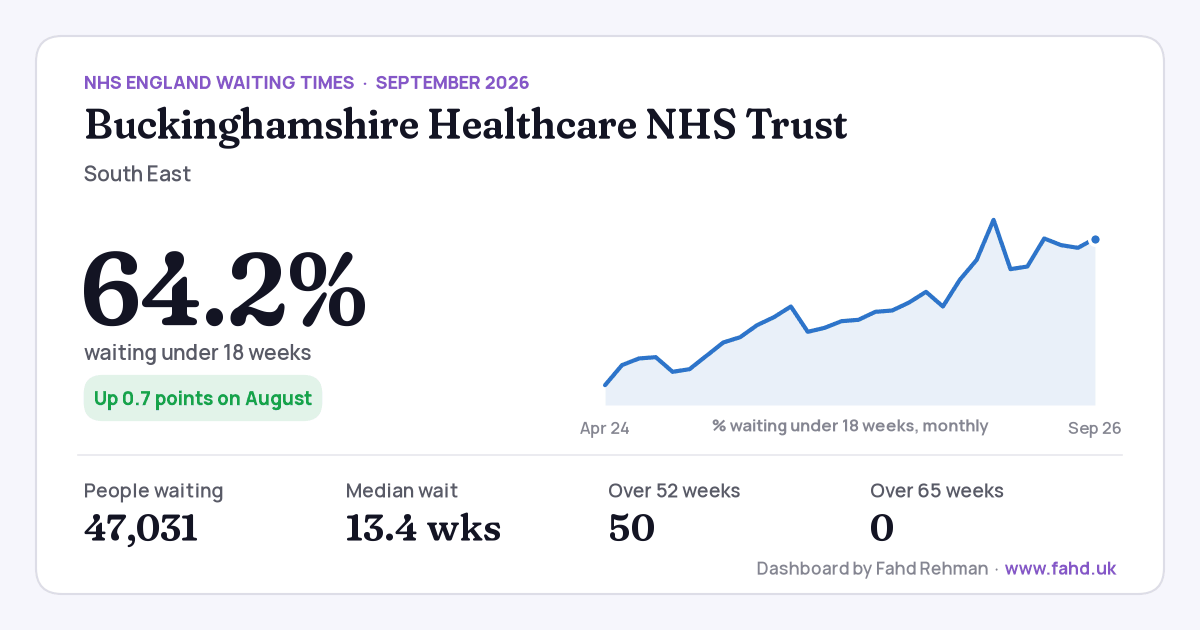 NHS ENGLAND WAITING TIMES · SEPTEMBER 2026
Buckinghamshire Healthcare NHS Trust
South East
64.2%
waiting under 18 weeks
Up 0.7 points on August
Apr 24
% waiting under 18 weeks, monthly
Sep 26
People waiting
47,031
Median wait
13.4 wks
Over 52 weeks
50
Over 65 weeks
0
Dashboard by Fahd Rehman · www.fahd.uk